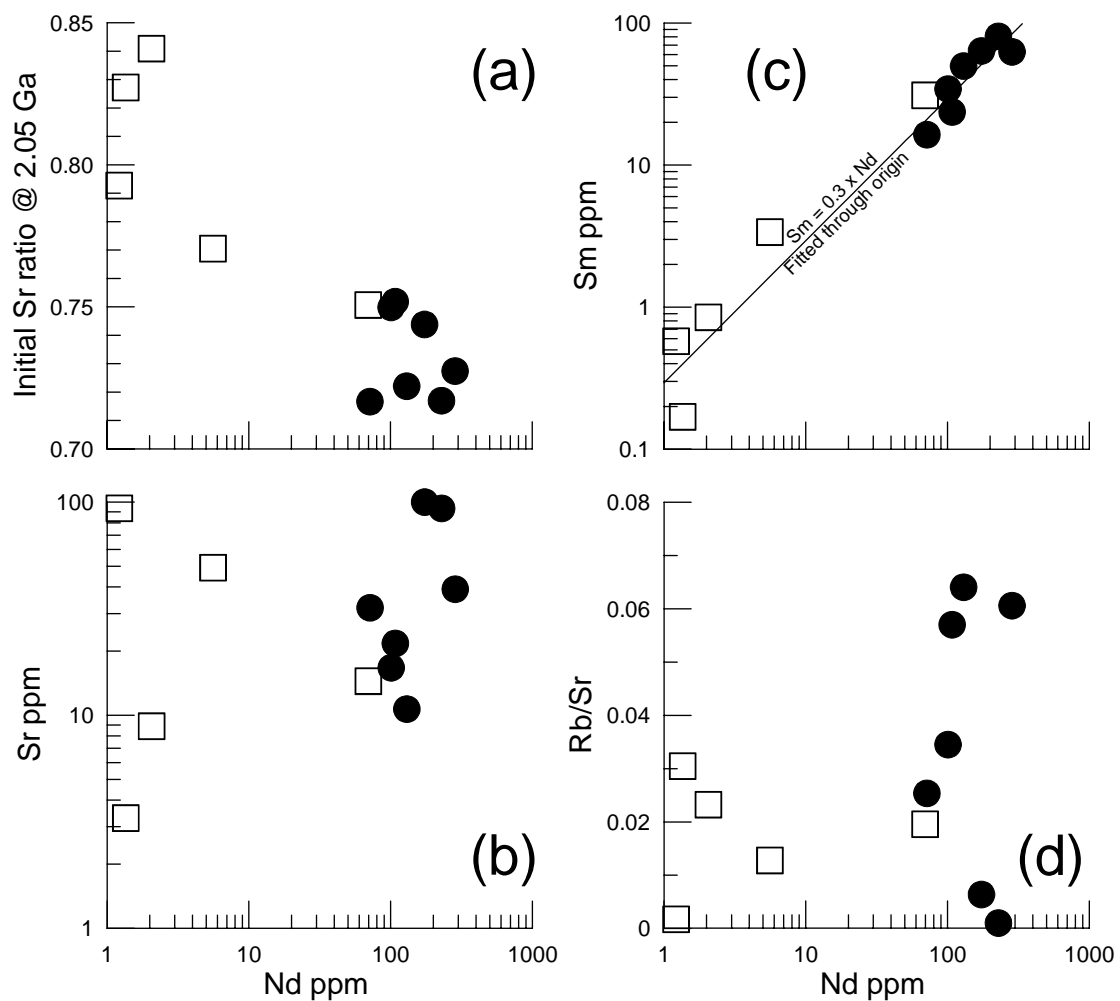 0.85
0.80
0.75
0.70
Initial Sr ratio @ 2.05 Ga
(a)
100
10
1
0.1
Sm ppm
(c)
Sm = 0.3 x Nd
Fitted through origin
100
10
1
Sr ppm
(b)
1
10
100
1000
Nd ppm
0.08
0.06
0.04
0.02
0
Rb/Sr
(d)
1
10
100
1000
Nd ppm